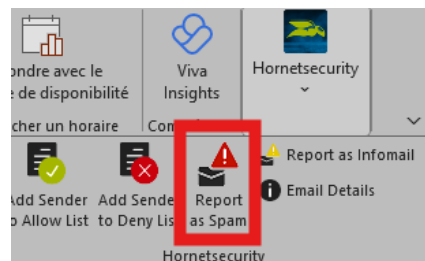 ondre avec le
de disponibilité
Viva
Insights
Hornetsecurity
cher un horaire
Add Sender
to Allow List
Add Sende
to Deny Lis
Report
as Spam
Report as Infomail
Email Details
Hornetsecurity